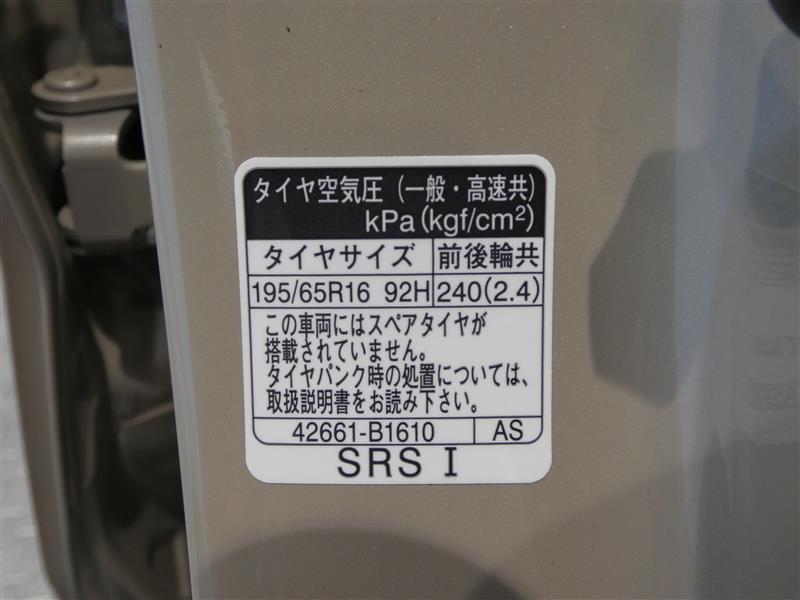 タイヤ空気圧（一般・高速共）
kPa(kgf/cm²)
タイヤサイズ 前後輪共
195/65R16 92H 240(2.4)
この車両にはスペアタイヤが
搭載されていません。
タイヤパンク時の処置については、
取扱説明書をお読み下さい。
42661-B1610 AS
SRS I